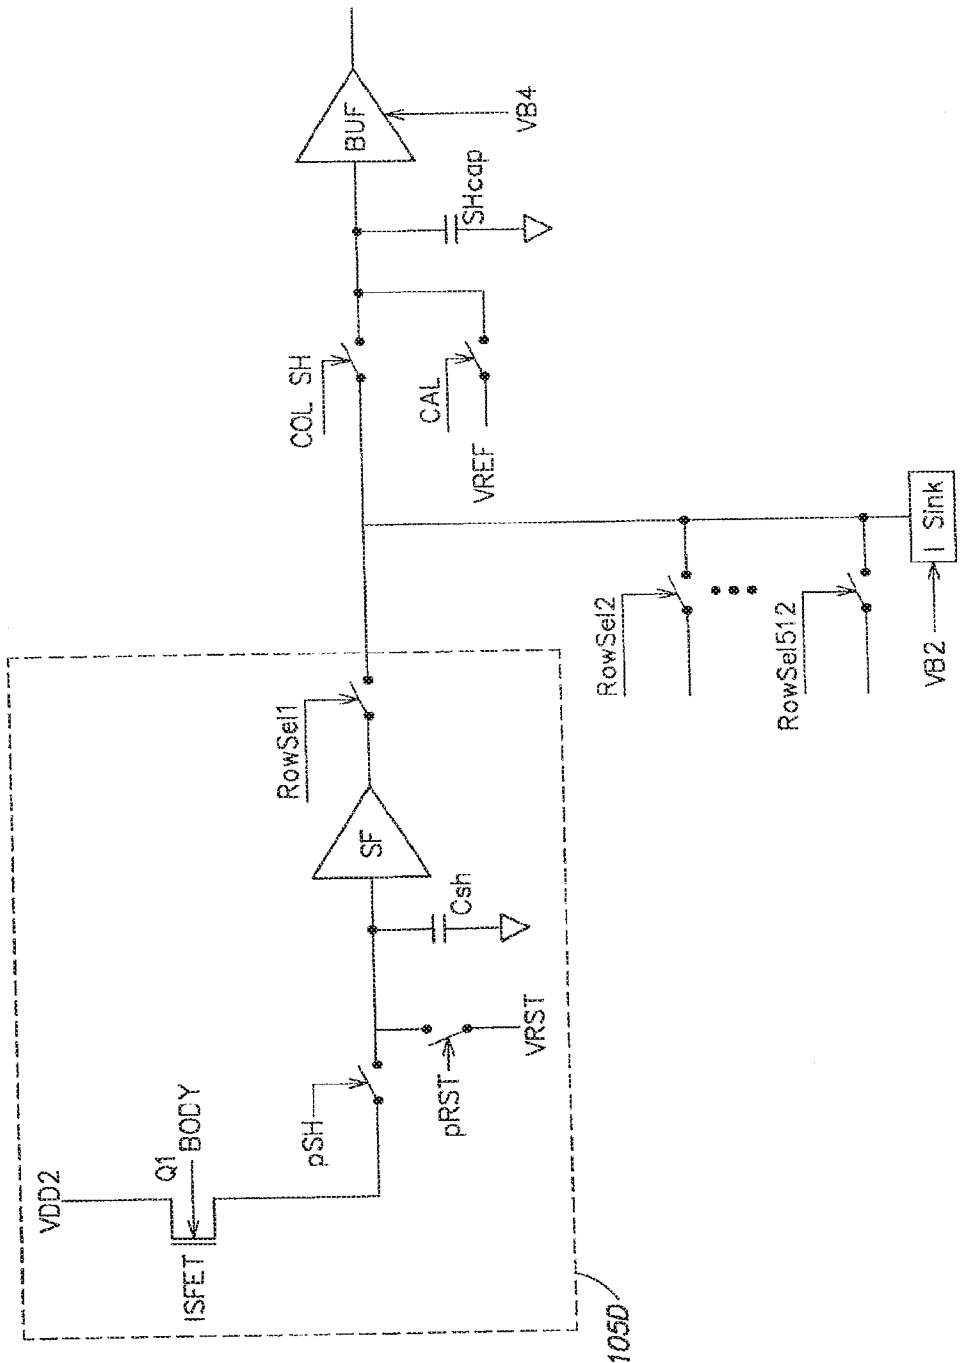 VDD2
Q1
BODY
ISFET
pSH
pRST
VRST
Csh
SF
RowSel1
RowSel2
RowSel512
VB2
I Sink
COL SH
CAL
VREF
SHcap
BUF
VB4
105D